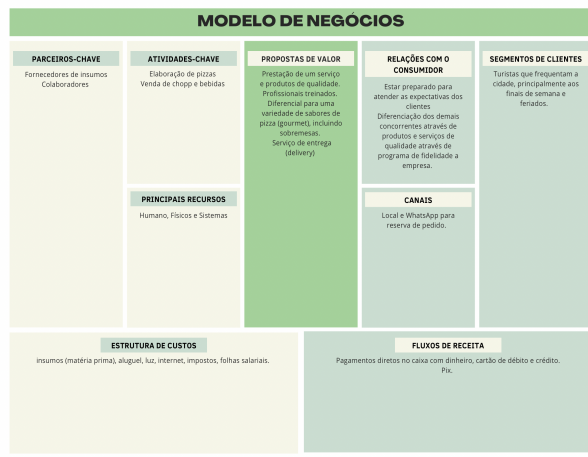 MODELO DE NEGÓCIOS
PARCEIROS-CHAVE
Fornecedores de insumos
Colaboradores
ATIVIDADES-CHAVE
Elaboração de pizzas
Venda de chopp e bebidas
PRINCIPAIS RECURSOS
Humano, Físicos e Sistemas
PROPOSTAS DE VALOR
Prestação de um serviço
e produtos de qualidade.
Profissionais treinados.
Diferencial para uma
variedade de sabores de
pizza (gourmet), incluindo
sobremesas.
Serviço de entrega
(delivery)
RELAÇÕES COM O
CONSUMIDOR
Estar preparado para
atender as expectativas dos
clientes
Diferenciação dos demais
concorrentes através de
produtos e serviços de
qualidade através de
programa de fidelidade a
empresa.
CANAIS
Local e WhatsApp para
reserva de pedido.
SEGMENTOS DE CLIENTES
Turistas que frequentam a
cidade, principalmente aos
finais de semana e
feriados.
ESTRUTURA DE CUSTOS
insumos (matéria prima), aluguel, luz, internet, impostos, folhas salariais.
FLUXOS DE RECEITA
Pagamentos diretos no caixa com dinheiro, cartão de débito e crédito.
Pix.